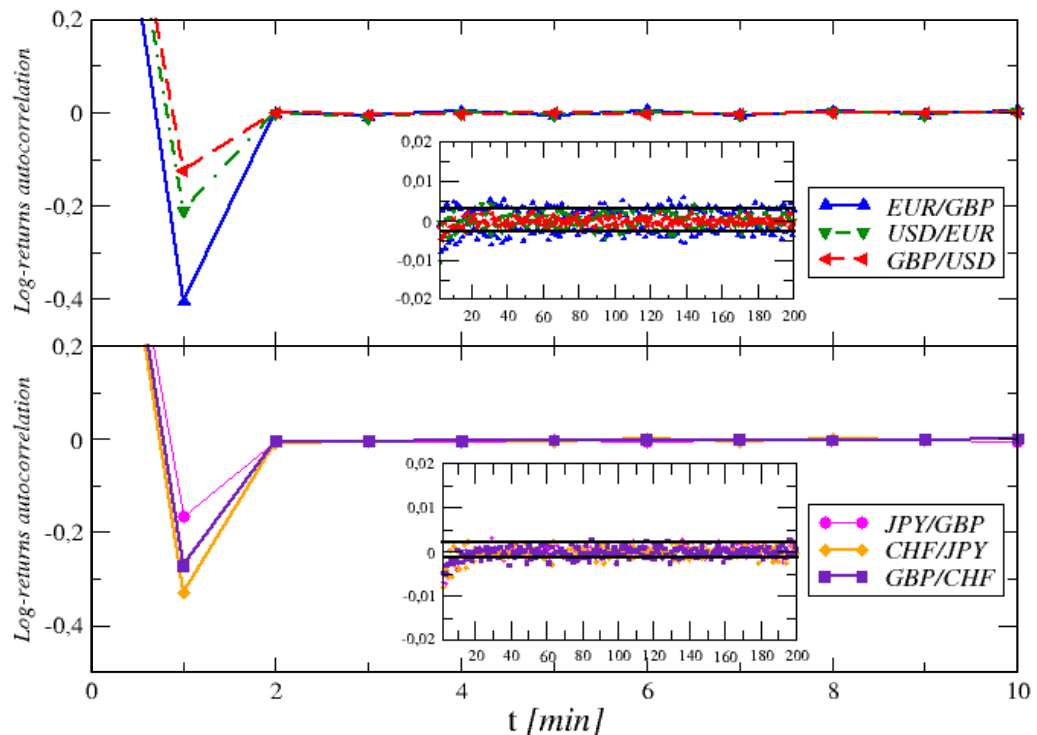 Log-returns autocorrelation
0,2
0
-0,2
-0,4
0,02
0,01
0
-0,01
-0,02
20 40 60 80 100 120 140 160 180 200
EUR/GBP
USD/EUR
GBP/USD
Log-returns autocorrelation
0,2
0
-0,2
-0,4
0,02
0,01
0
-0,01
-0,02
20 40 60 80 100 120 140 160 180 200
JPY/GBP
CHF/JPY
GBP/CHF
0 2 4 6 8 10
t [min]